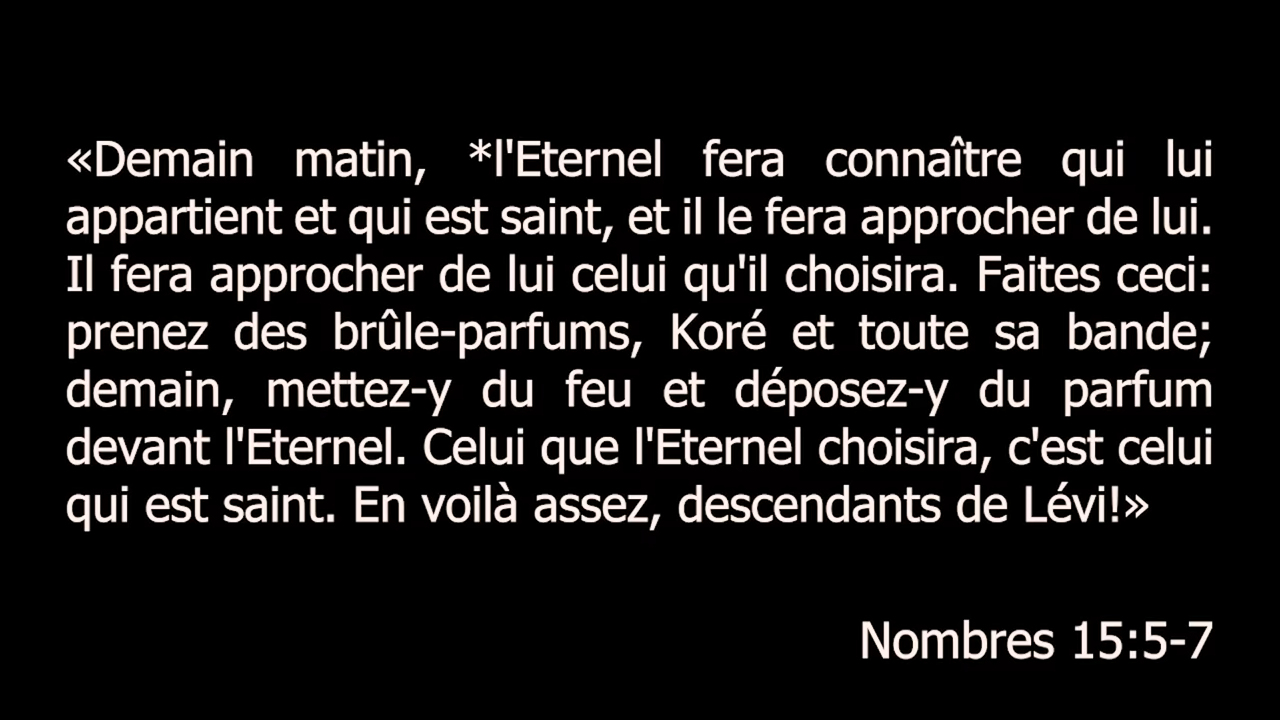 «Demain matin, *l'Eternel fera connaître qui lui
appartient et qui est saint, et il le fera approcher de lui.
Il fera approcher de lui celui qu'il choisira. Faites ceci:
prenez des brûle-parfums, Koré et toute sa bande;
demain, mettez-y du feu et déposez-y du parfum
devant l'Eternel. Celui que l'Eternel choisira, c'est celui
qui est saint. En voilà assez, descendants de Lévi!»
Nombres 15:5-7